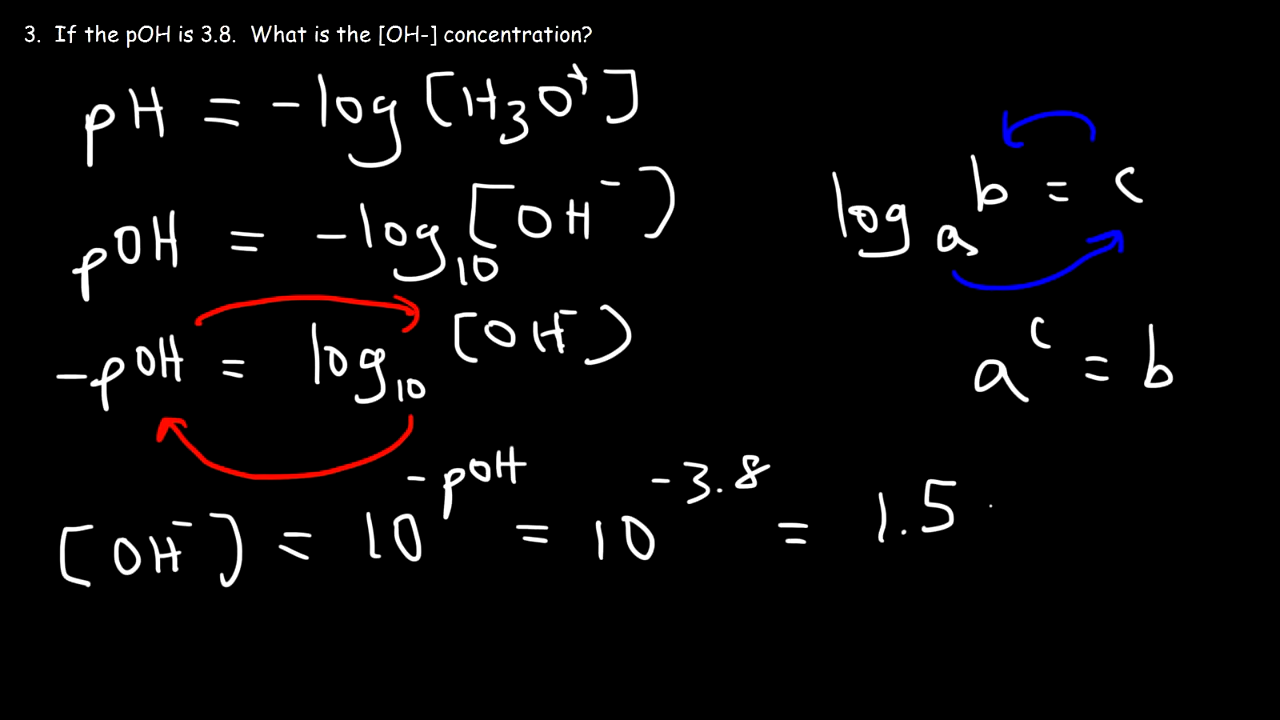 3. If the pOH is 3.8. What is the [OH-] concentration?
pH = -log [H₃O⁺]
pOH = -log₁₀ [OH⁻)
-pOH = log₁₀ [OH⁻)
[OH⁻) = 10^-pOH = 10^-3.8 = 1.5
logₐ b = c
a^c = b